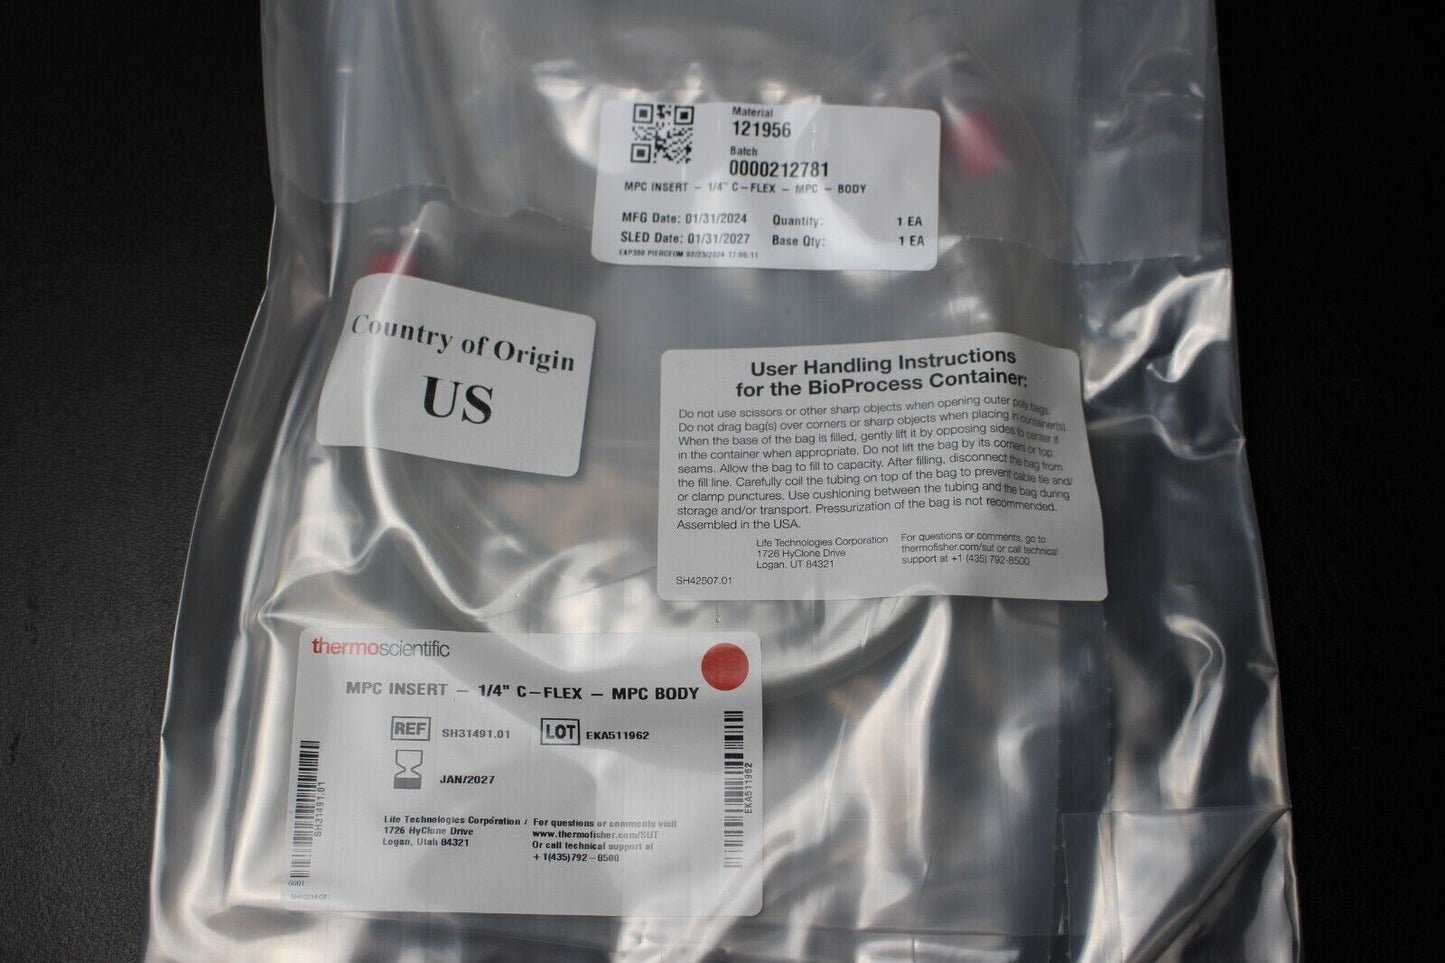 Material
121956
Batch
0000212781
MPC INSERT - 1/4" C-FLEX - MPC - BODY
MFG Date: 01/31/2024 Quantity: 1 EA
SLED Date: 01/31/2027 Base Qty: 1 EA
02/23/2024 17:06:11
Country of Origin
US
User Handling Instructions
for the BioProcess Container:
Do not use scissors or other sharp objects when opening outer poly bags.
Do not drag bag(s) over corners or sharp objects when placing in container(s).
When the base of the bag is filled, gently lift it by opposing sides to center it
in the container when appropriate. Do not lift the bag by its corners or top
seams. Allow the bag to fill to capacity. After filling, disconnect the bag from
the fill line. Carefully coil the tubing on top of the bag to prevent cable tie and/
or clamp punctures. Use cushioning between the tubing and the bag during
storage and/or transport. Pressurization of the bag is not recommended.
Assembled in the USA.
Life Technologies Corporation
1726 HyClone Drive
Logan, UT 84321
For questions or comments, go to
thermofisher.com/sut or call technical
support at +1 (435) 792-8500
SH42507.01
thermoscientific
MPC INSERT - 1/4" C-FLEX - MPC BODY
REF SH31491.01 LOT EKA511962
JAN/2027
Life Technologies Corporation /
1726 HyClone Drive
Logan, Utah 84321
For questions or comments visit
www.thermofisher.com/SUT
Or call technical support at
+ 1(435)792-8500
SH31491.01
EKA511962
0001